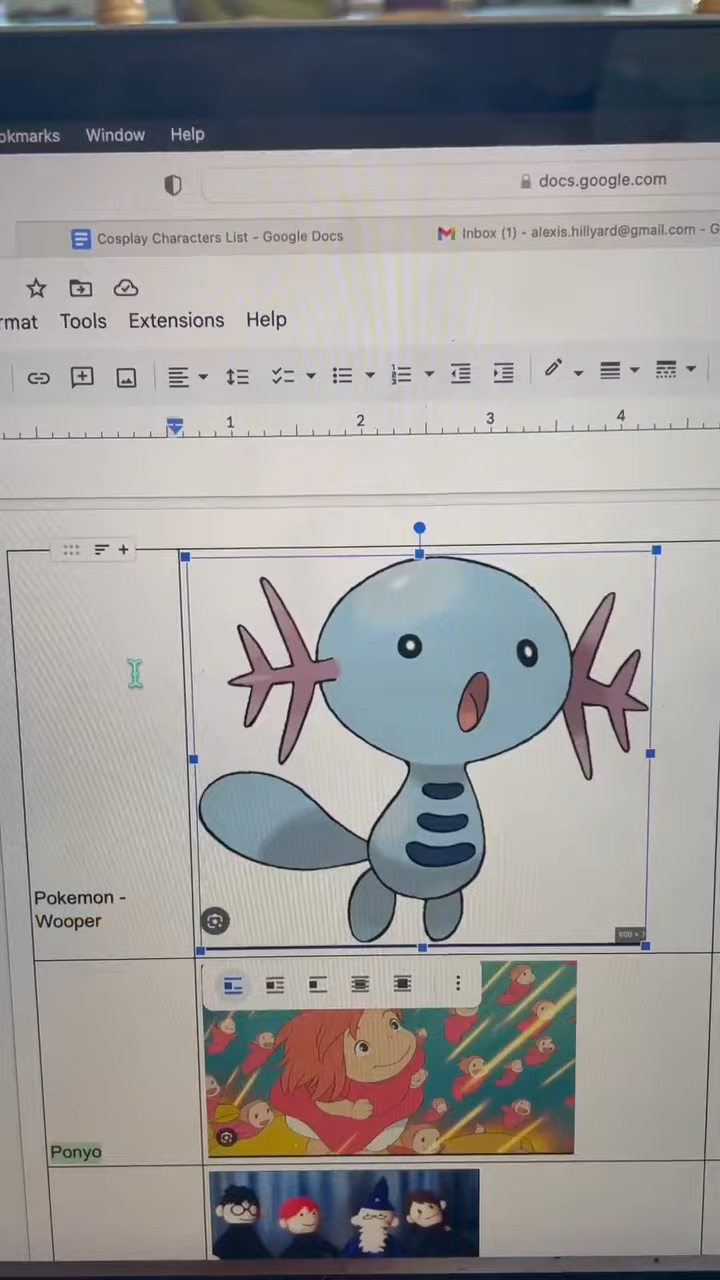 okmarks Window Help
docs.google.com
Cosplay Characters List - Google Docs
Inbox (1) - alexis.hillyard@gmail.com - G
rmat Tools Extensions Help
1 2 3 4
Pokemon -
Wooper
Ponyo